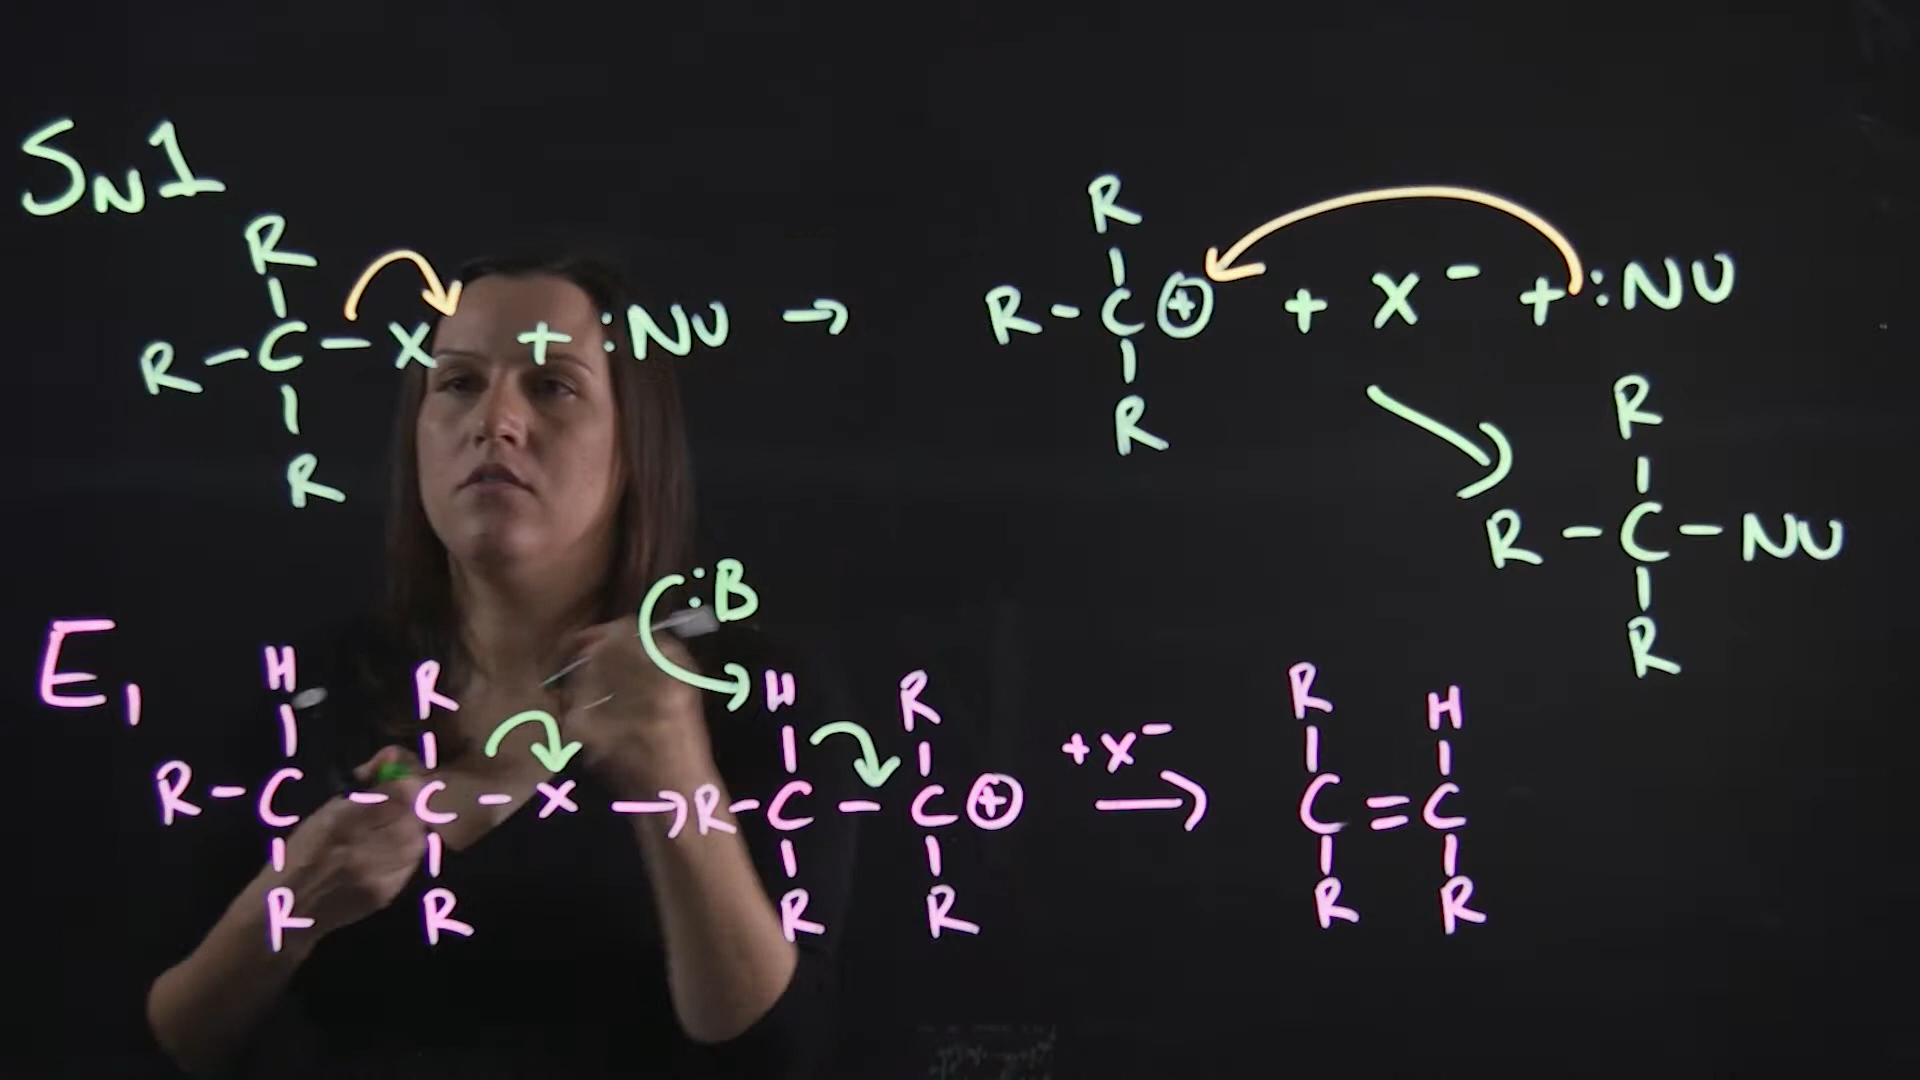 SN1
R
R-C-X + :NU →
R
R
R-C⊕ + X⁻ + :NU
R
R
R-C-NU
R
E1
:B
H R
R-C-C-X →
R R
H R
R-C-C⊕
R R
+X⁻
→
R H
C=C
R R